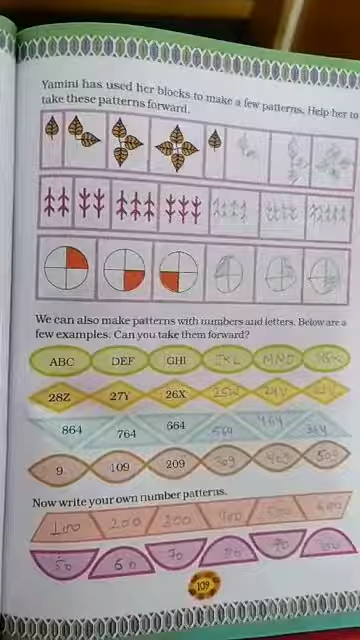 Yamini has used her blocks to make a few patterns. Help her to
take these patterns forward.
We can also make patterns with numbers and letters. Below are a
few examples. Can you take them forward?
ABC DEF GHI JKL MNO
28Z 27Y 26X 25W 24V
864 764 664 564 464 364
9 109 209 309 409 509
Now write your own number patterns.
100 200 300 400 500 600
50 60 70 80 90
109